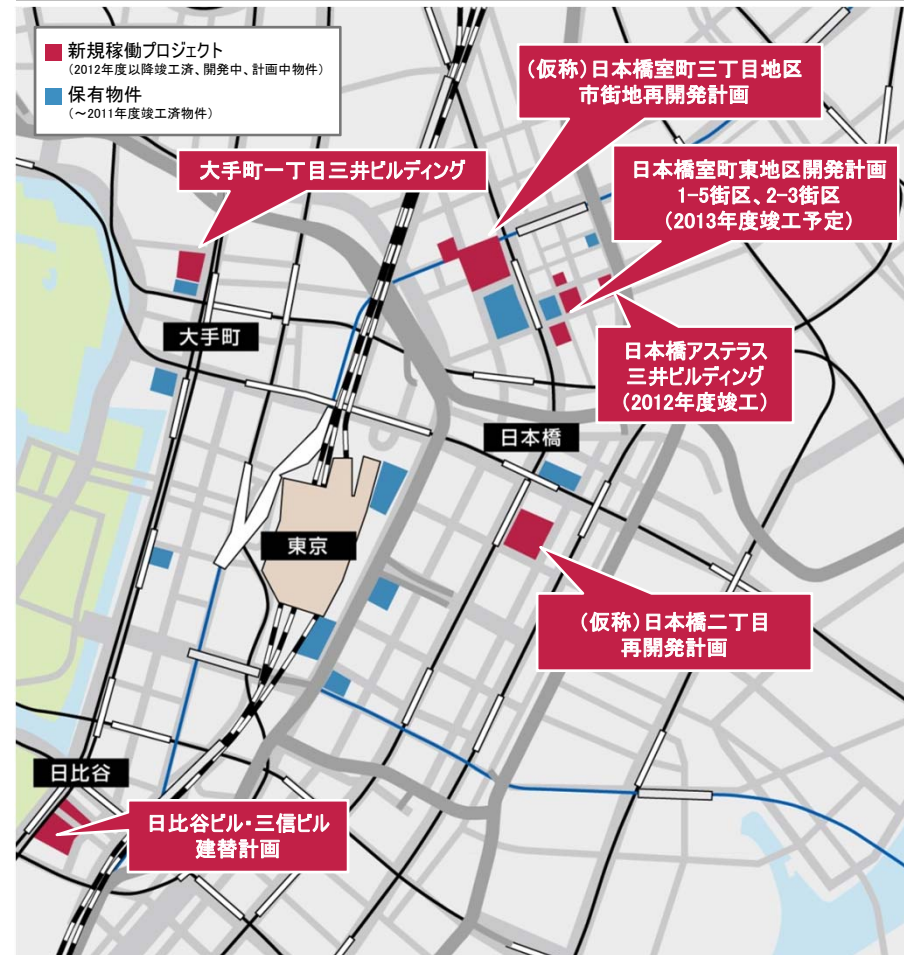 新規稼働プロジェクト
(2012年度以降竣工済、開発中、計画中物件)
保有物件
(～2011年度竣工済物件)
(仮称)日本橋室町三丁目地区
市街地再開発計画
大手町一丁目三井ビルディング
日本橋室町東地区開発計画
1-5街区、2-3街区
(2013年度竣工予定)
大手町
日本橋アステラス
三井ビルディング
(2012年度竣工)
日本橋
東京
(仮称)日本橋二丁目
再開発計画
日比谷
日比谷ビル・三信ビル
建替計画